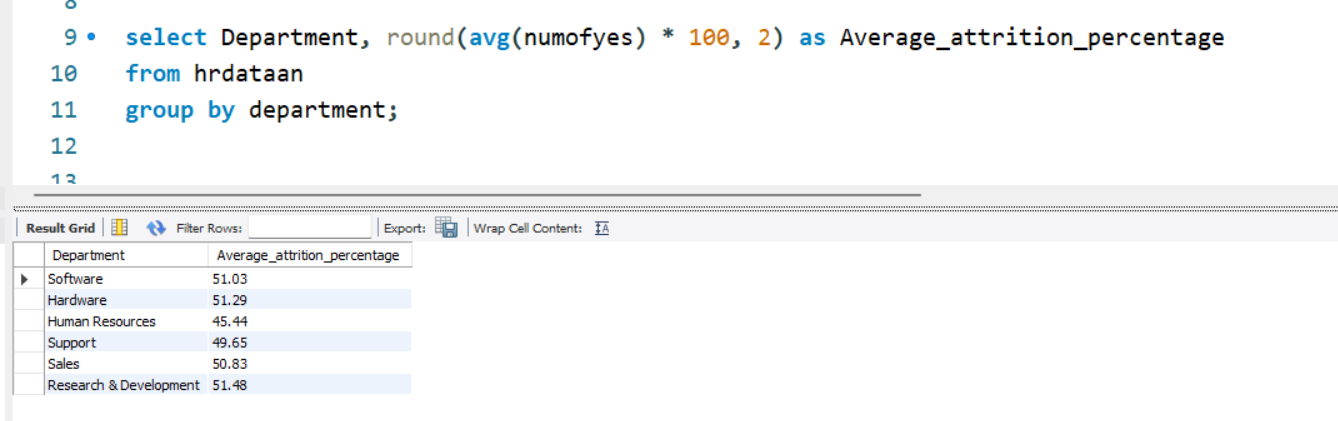 8
9 select Department, round(avg(numofyes) * 100, 2) as Average_attrition_percentage
10 from hrdataan
11 group by department;
12
13
Result Grid Filter Rows: Export: Wrap Cell Content: IA
Department Average_attrition_percentage
Software 51.03
Hardware 51.29
Human Resources 45.44
Support 49.65
Sales 50.83
Research & Development 51.48